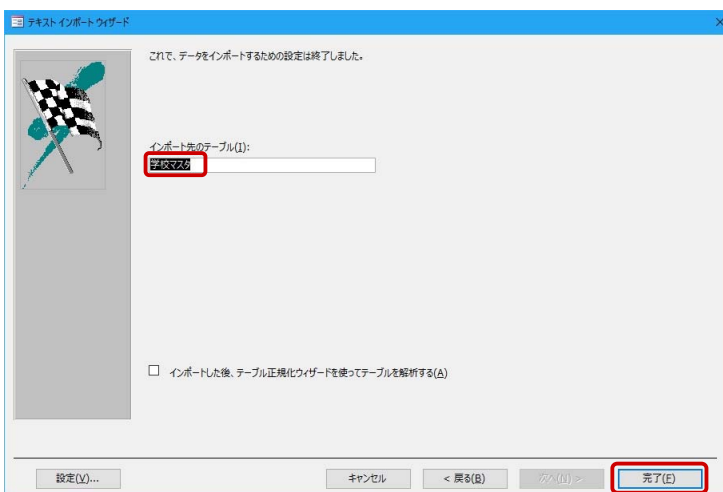 テキスト インポート ウィザード
これで、データをインポートするための設定は終了しました。
インポート先のテーブル(I):
学校マスタ
インポートした後、テーブル正規化ウィザードを使ってテーブルを解析する(A)
設定(V)...
キャンセル
< 戻る(B)
次へ(N) >
完了(F)